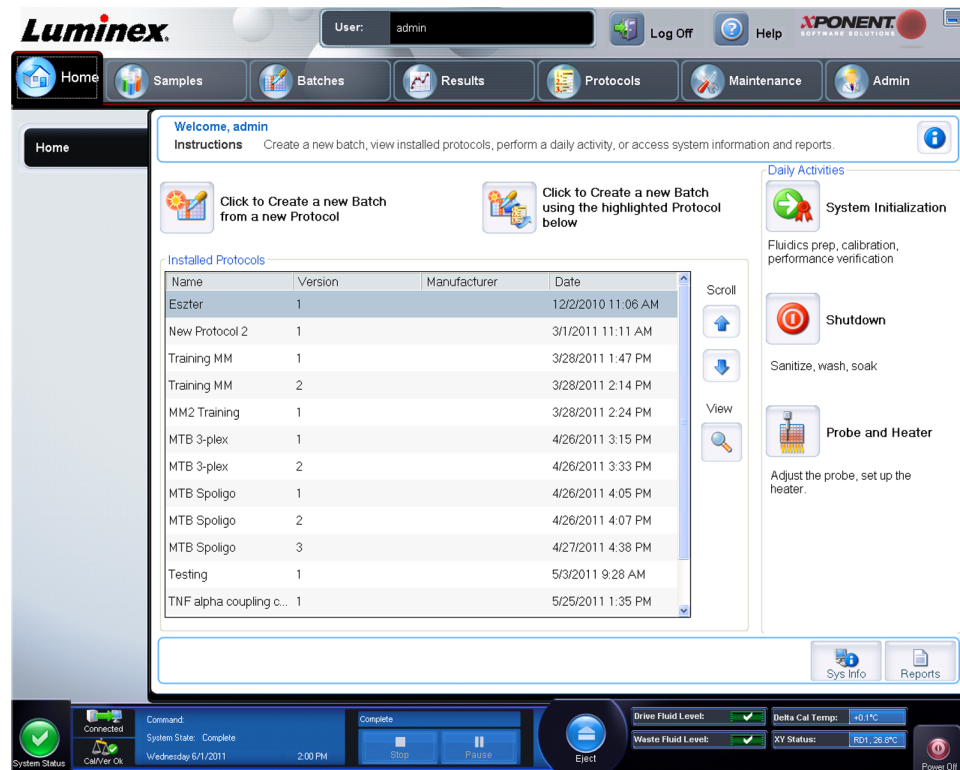 Luminex.
User: admin
Log Off
Help
XPONENT.
SOFTWARE SOLUTIONS
Home
Samples
Batches
Results
Protocols
Maintenance
Admin
Home
Welcome, admin
Instructions Create a new batch, view installed protocols, perform a daily activity, or access system information and reports.
Click to Create a new Batch
from a new Protocol
Click to Create a new Batch
using the highlighted Protocol
below
Installed Protocols
Name Version Manufacturer Date
Eszter 1 12/2/2010 11:06 AM
New Protocol 2 1 3/1/2011 11:11 AM
Training MM 1 3/28/2011 1:47 PM
Training MM 2 3/28/2011 2:14 PM
MM2 Training 1 3/28/2011 2:24 PM
MTB 3-plex 1 4/26/2011 3:15 PM
MTB 3-plex 2 4/26/2011 3:33 PM
MTB Spoligo 1 4/26/2011 4:05 PM
MTB Spoligo 2 4/26/2011 4:07 PM
MTB Spoligo 3 4/27/2011 4:38 PM
Testing 1 5/3/2011 9:28 AM
TNF alpha coupling c... 1 5/25/2011 1:35 PM
Scroll
View
Daily Activities
System Initialization
Fluidics prep, calibration,
performance verification
Shutdown
Sanitize, wash, soak
Probe and Heater
Adjust the probe, set up the
heater.
Sys Info
Reports
System Status
Connected
Cal/Ver Ok
Command:
System State: Complete
Wednesday 6/1/2011 2:00 PM
Complete
Stop
Pause
Eject
Drive Fluid Level:
Waste Fluid Level:
Delta Cal Temp: +0.1°C
XY Status: RD1, 26.8°C
Power Off